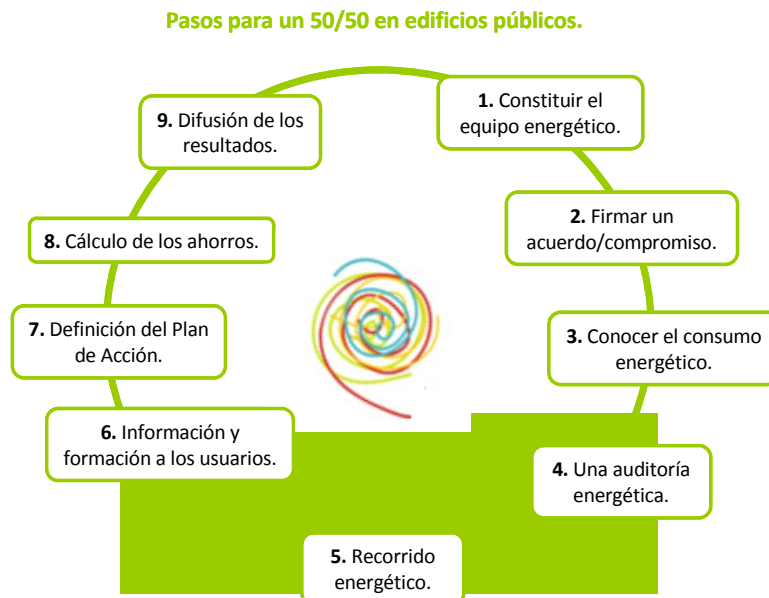 Pasos para un 50/50 en edificios públicos.
1. Constituir el
equipo energético.
2. Firmar un
acuerdo/compromiso.
3. Conocer el consumo
energético.
4. Una auditoría
energética.
5. Recorrido
energético.
6. Información y
formación a los usuarios.
7. Definición del Plan
de Acción.
8. Cálculo de los ahorros.
9. Difusión de los
resultados.